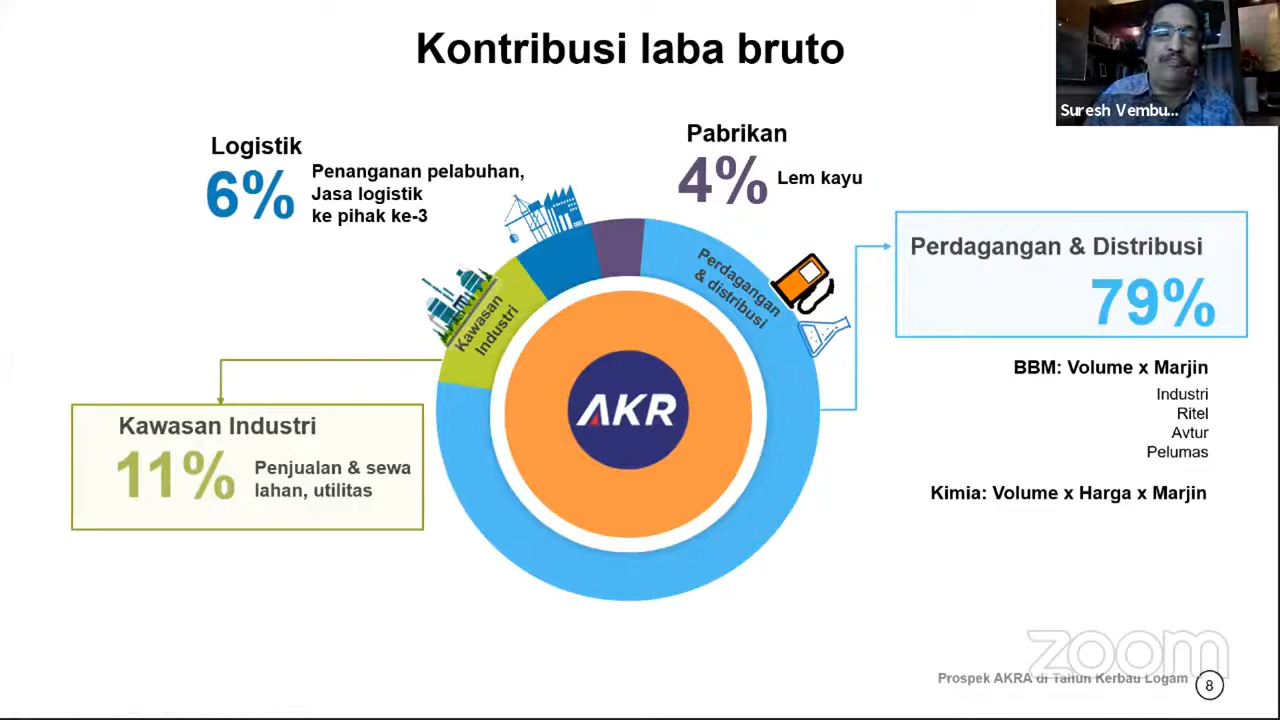 Kontribusi laba bruto
Suresh Vembu...
Logistik
6%
Penanganan pelabuhan,
Jasa logistik
ke pihak ke-3
Pabrikan
4%
Lem kayu
Perdagangan
& distribusi
Kawasan
Industri
AKR
Perdagangan & Distribusi
79%
BBM: Volume x Marjin
Industri
Ritel
Avtur
Pelumas
Kimia: Volume x Harga x Marjin
Kawasan Industri
11%
Penjualan & sewa
lahan, utilitas
zoom
Prospek AKRA di Tahun Kerbau Logam
8